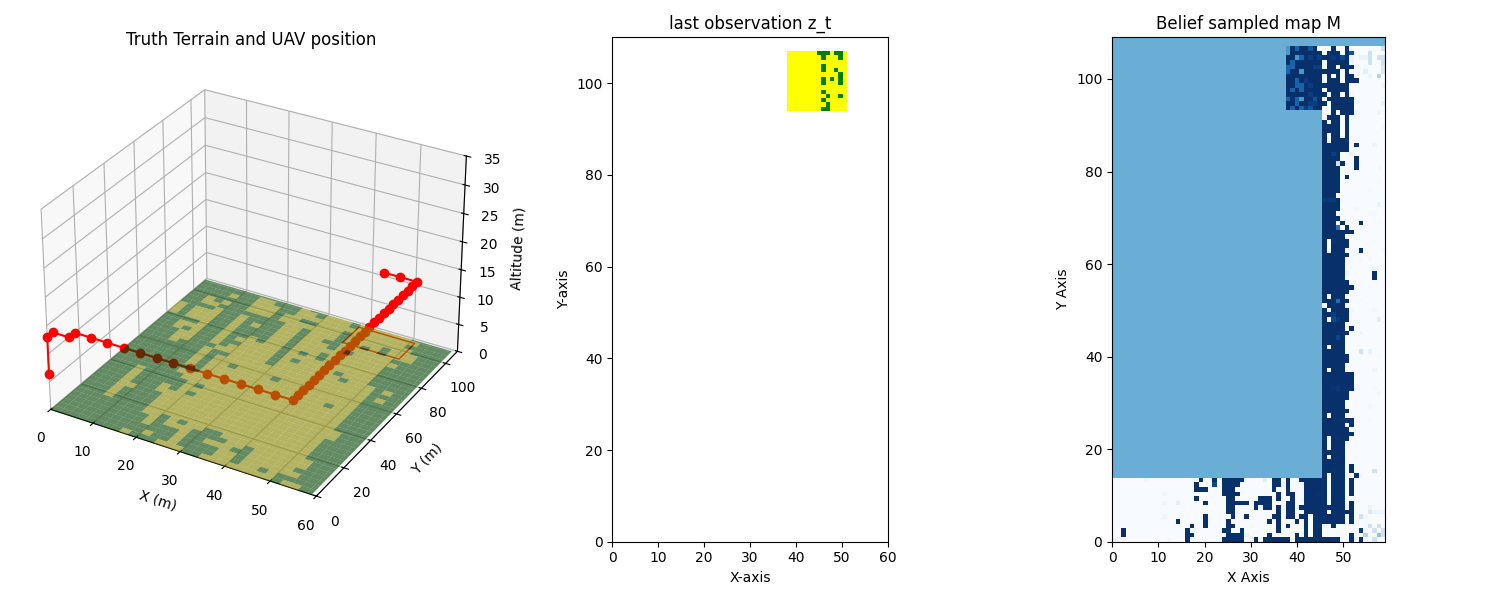 Truth Terrain and UAV position
35
30
25
20
15
10
5
0
Altitude (m)
0
10
20
30
40
50
60
X (m)
0
20
40
60
80
100
Y (m)
last observation z_t
100
80
60
40
20
0
Y-axis
0 10 20 30 40 50 60
X-axis
Belief sampled map M
100
80
60
40
20
0
Y Axis
0 10 20 30 40 50
X Axis